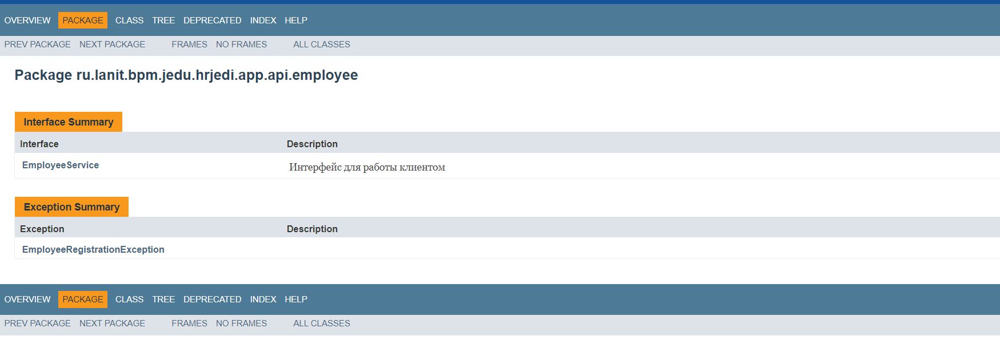 OVERVIEW PACKAGE CLASS TREE DEPRECATED INDEX HELP
PREV PACKAGE NEXT PACKAGE FRAMES NO FRAMES ALL CLASSES
Package ru.lanit.bpm.jedu.hrjedi.app.api.employee
Interface Summary
Interface Description
EmployeeService Интерфейс для работы клиентом
Exception Summary
Exception Description
EmployeeRegistrationException
OVERVIEW PACKAGE CLASS TREE DEPRECATED INDEX HELP
PREV PACKAGE NEXT PACKAGE FRAMES NO FRAMES ALL CLASSES